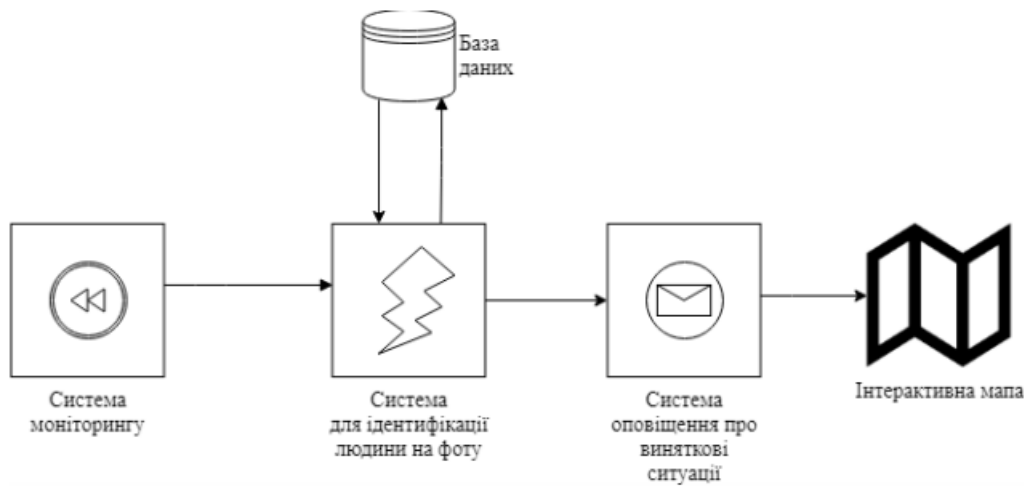 База
даних
Система
моніторингу
Система
для ідентифікації
людини на фоту
Система
оповіщення про
виняткові
ситуації
Інтерактивна мапа